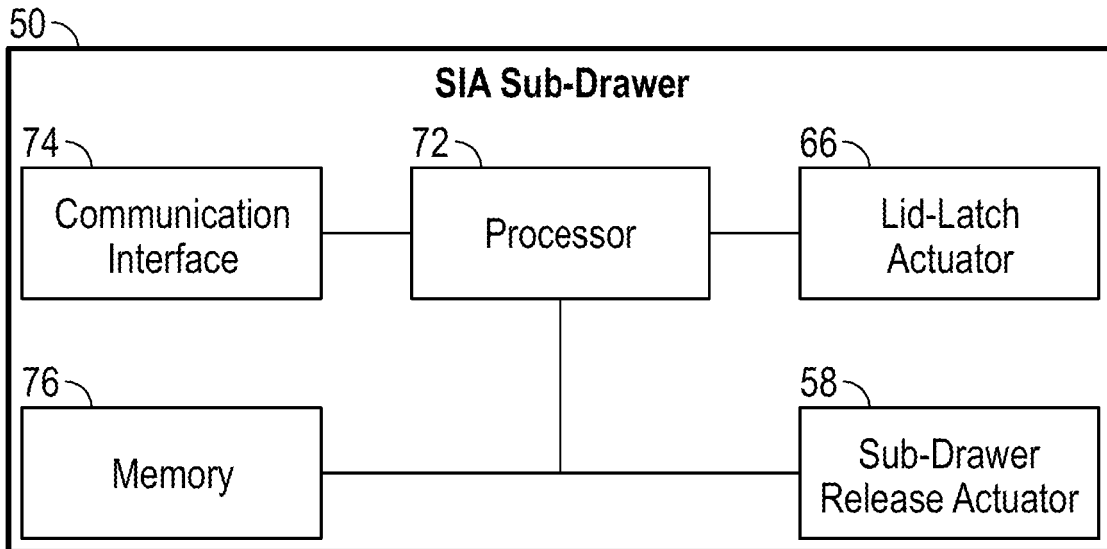 50
SIA Sub-Drawer
74
72
66
Communication
Interface
Processor
Lid-Latch
Actuator
76
58
Memory
Sub-Drawer
Release Actuator